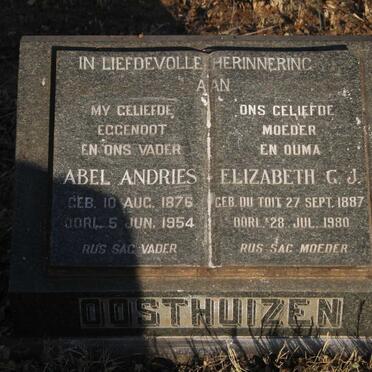 IN LIEFDEVOLLE HERINNERING
AAN
MY GELIEFDE
EGGENOOT
EN ONS VADER
ABEL ANDRIES
GEB. 10 AUG. 1876
OORL. 5 JUN. 1954
RUS SAG VADER
ONS GELIEFDE
MOEDER
EN OUMA
ELIZABETH C. J.
GEB. DU TOIT 27 SEPT. 1887
OORL. 28 JUL. 1980
RUS SAG MOEDER
OOSTHUIZEN